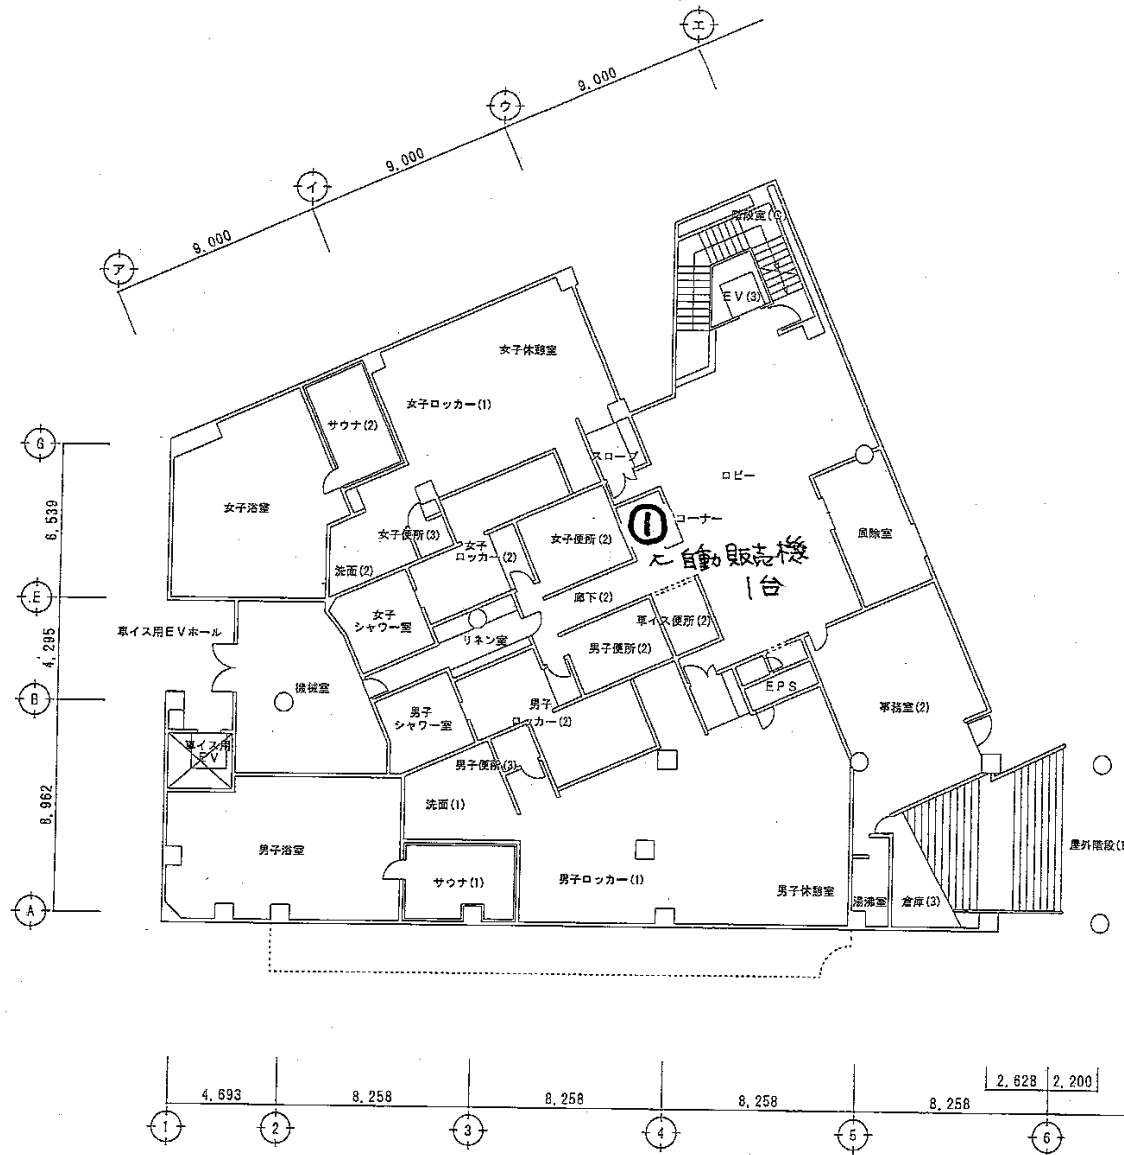 エ
9,000
ウ
9,000
イ
9,000
ア
階段室(C)
EV(3)
女子休憩室
女子ロッカー(1)
サウナ(2)
スロープ
ロビー
女子浴室
①
コーナー
女子便所(3)
女子
ロッカー(2)
女子便所(2)
風除室
自動販売機
1台
洗面(2)
廊下(2)
女子
シャワー室
車イス便所(2)
車イス用EVホール
リネン室
男子便所(2)
機械室
EPS
男子
シャワー室
男子
ロッカー(2)
事務室(2)
車イス用
EV
男子便所(3)
洗面(1)
男子浴室
サウナ(1)
男子ロッカー(1)
男子休憩室
湯沸室
倉庫(3)
屋外階段(
G
6,539
E
4,295
B
8,962
A
4,693
8,258
8,258
8,258
8,258
2,628
2,200
1
2
3
4
5
6